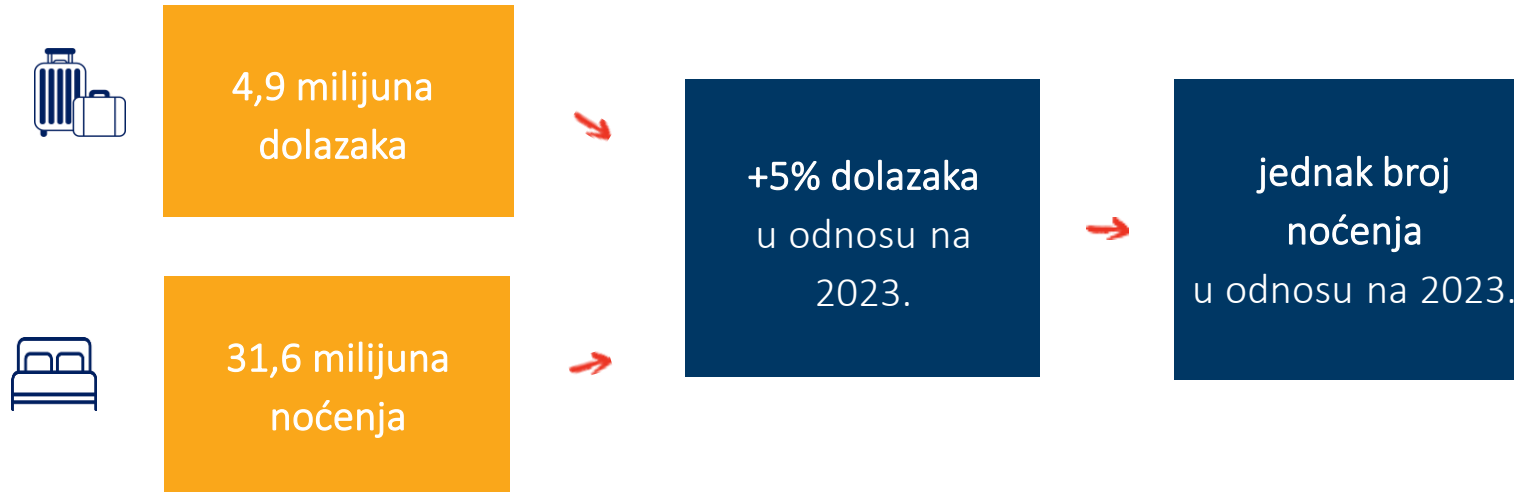 4,9 milijuna
dolazaka
31,6 milijuna
noćenja
+5% dolazaka
u odnosu na
2023.
jednak broj
noćenja
u odnosu na 2023.